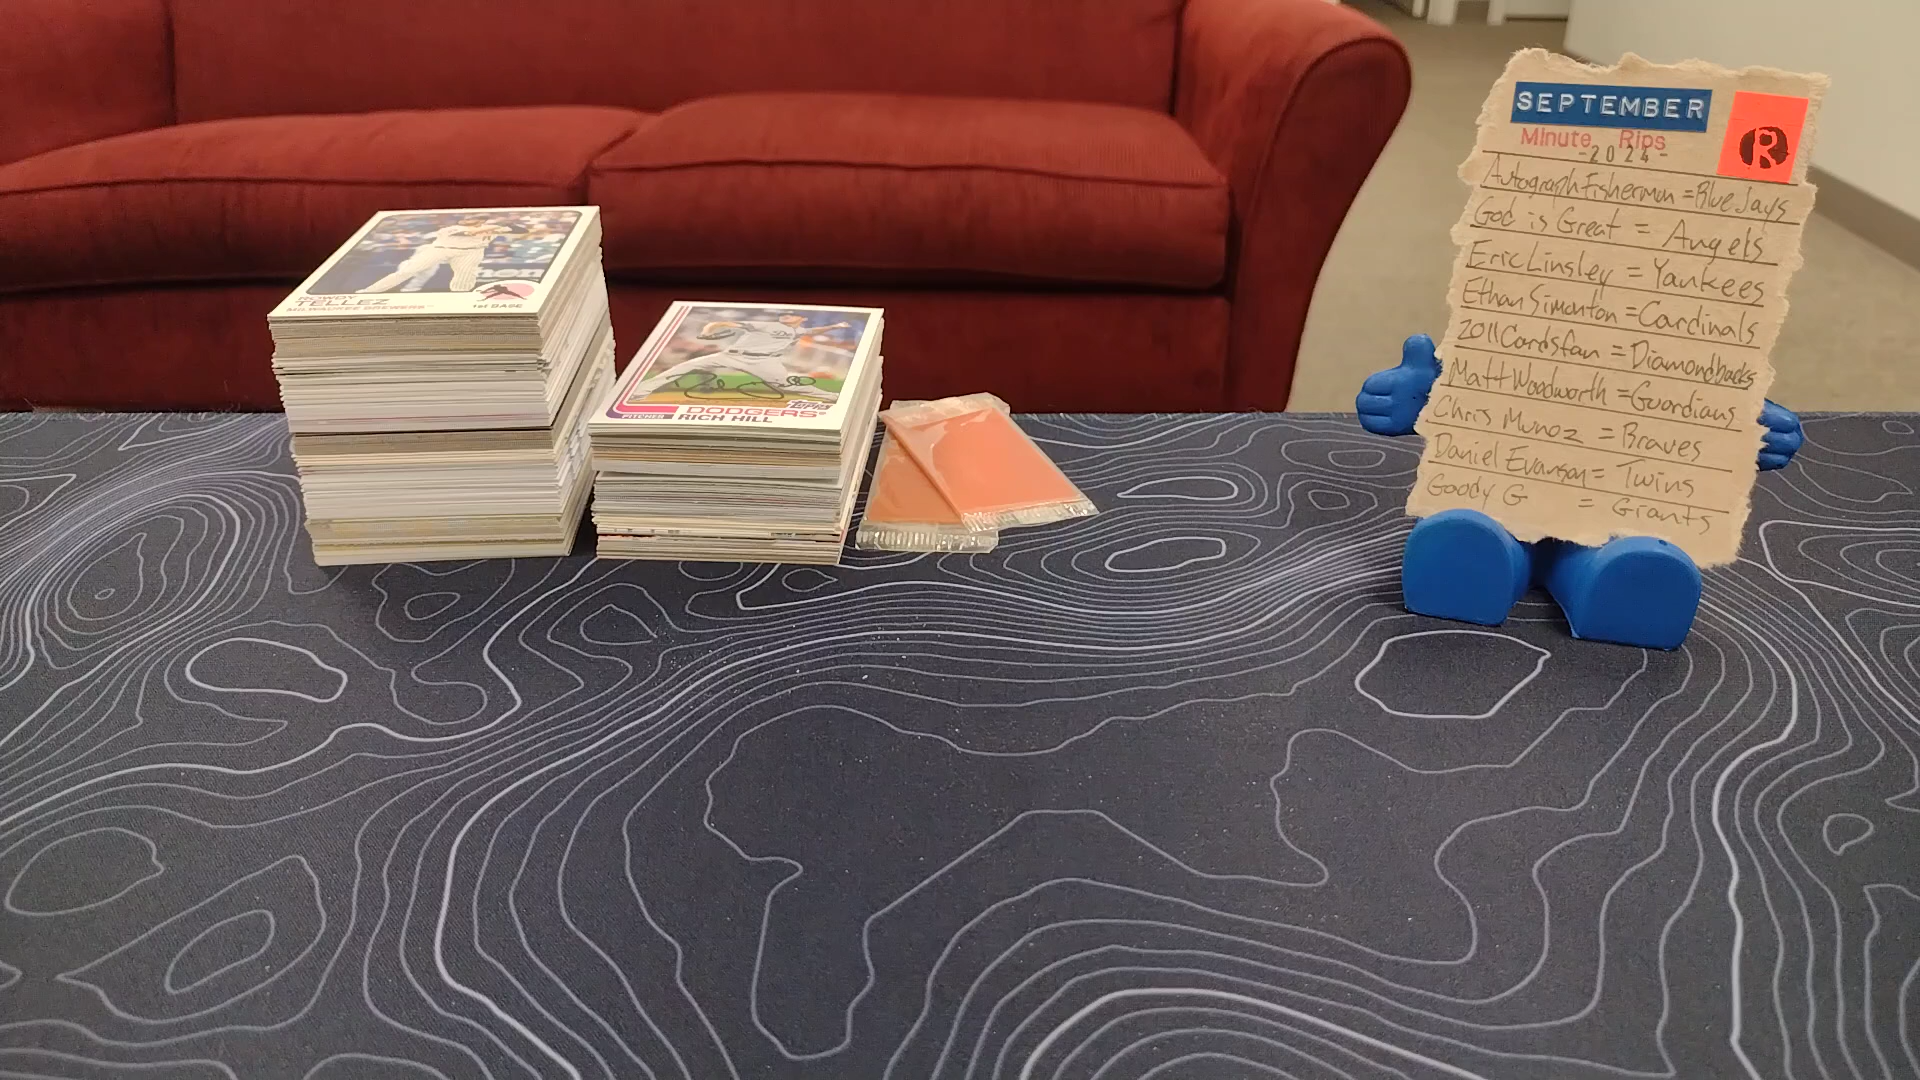 ROWDY
TELLEZ
MILWAUKEE BREWERS
1st BASE
PITCHER
DODGERS
RICH HILL
Topps
SEPTEMBER
Minute Rips
-2024-
R
AutographFisherman = Blue Jays
God is Great = Angels
Eric Linsley = Yankees
Ethan Simonton = Cardinals
2011Cardsfan = Diamondbacks
Matt Woodworth = Guardians
Chris Munoz = Braves
Daniel Evanson = Twins
Goody G = Giants